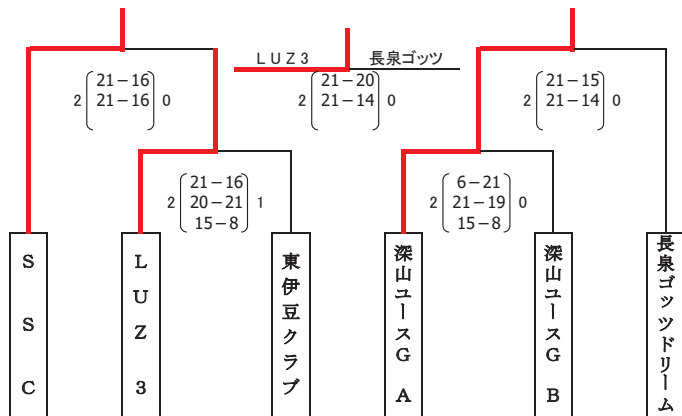 LUZ3 長泉ゴッツ
2 21-16 0
21-16
21-20
2 21-14 0
2 21-15 0
21-14
21-16
2 20-21 1
15-8
6-21
2 21-19 0
15-8
SSC
LUZ3
東伊豆クラブ
深山ユースG A
深山ユースG B
長泉ゴッツドリーム